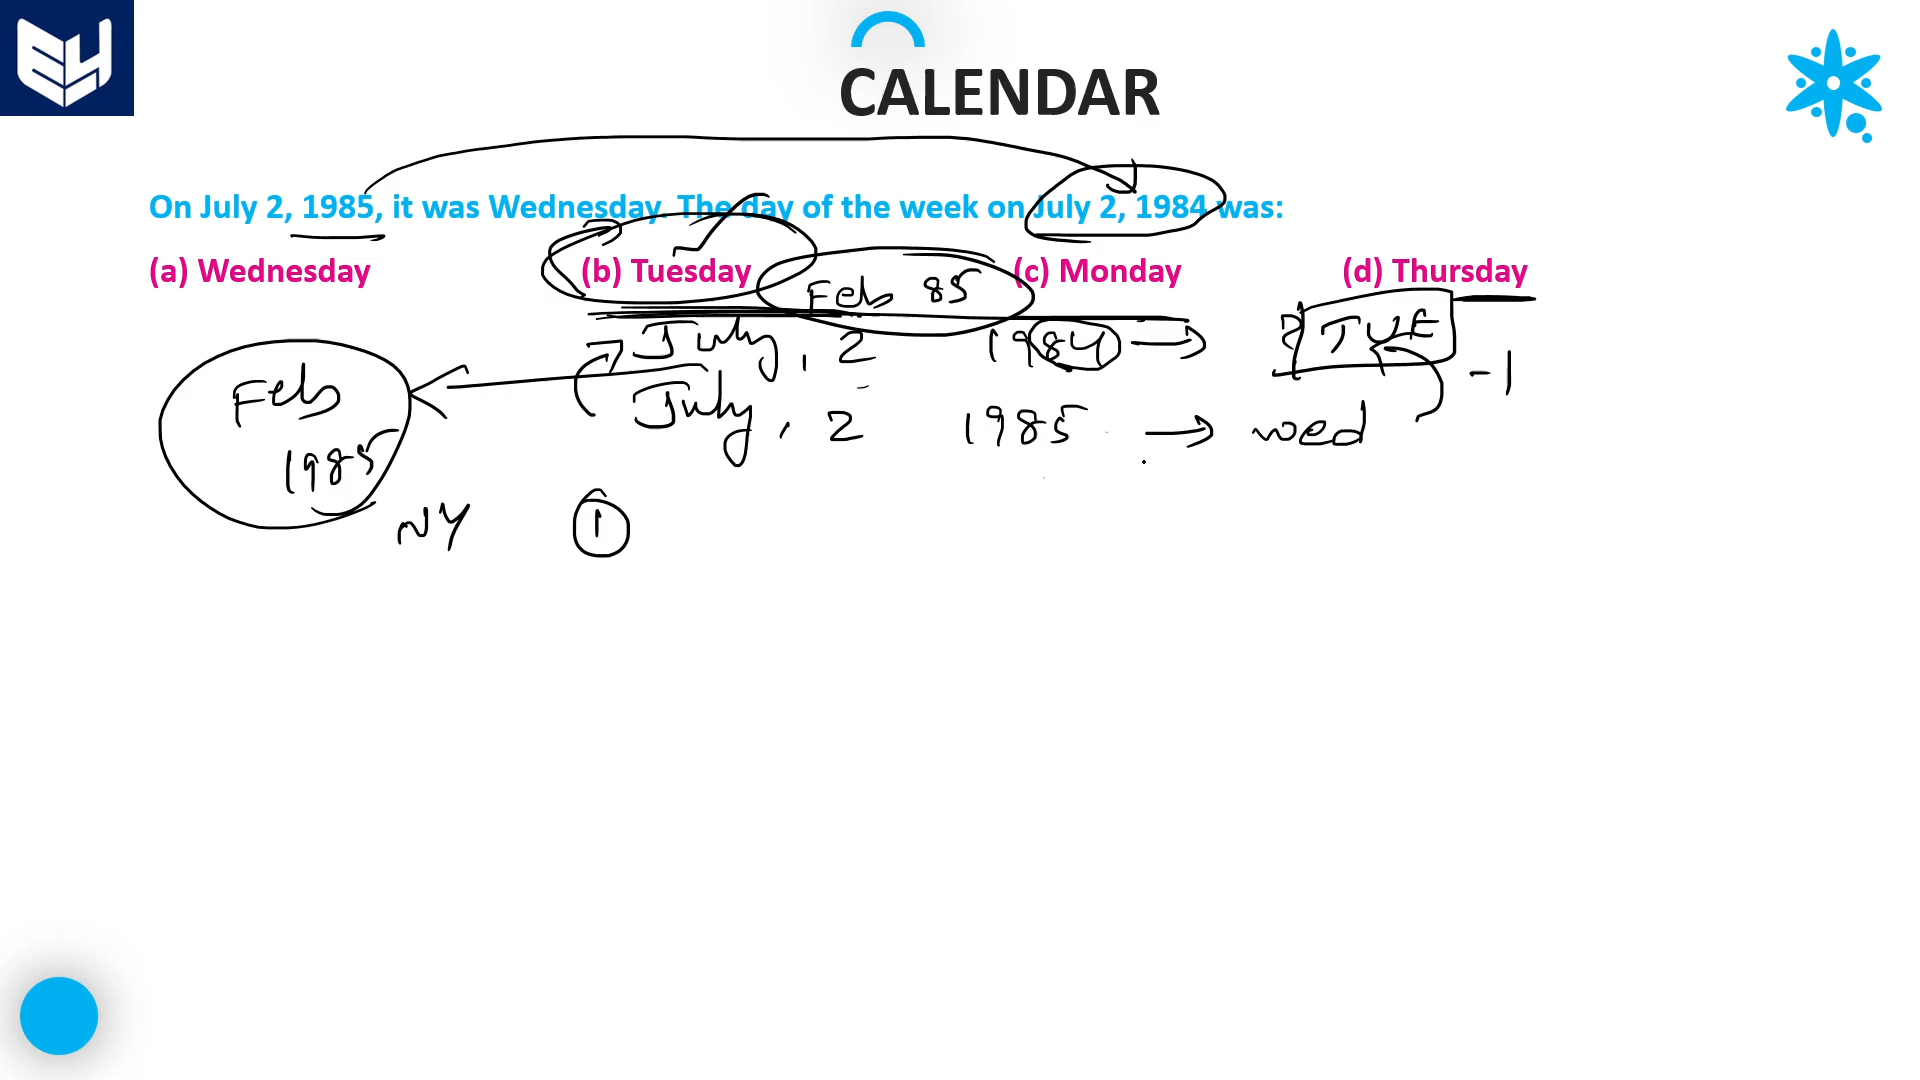 CALENDAR
On July 2, 1985, it was Wednesday. The day of the week on July 2, 1984 was:
(a) Wednesday (b) Tuesday (c) Monday (d) Thursday
Feb 85
July, 2 1984 → ? TUE
-1
July, 2 1985 → wed
Feb
1985
NY 1